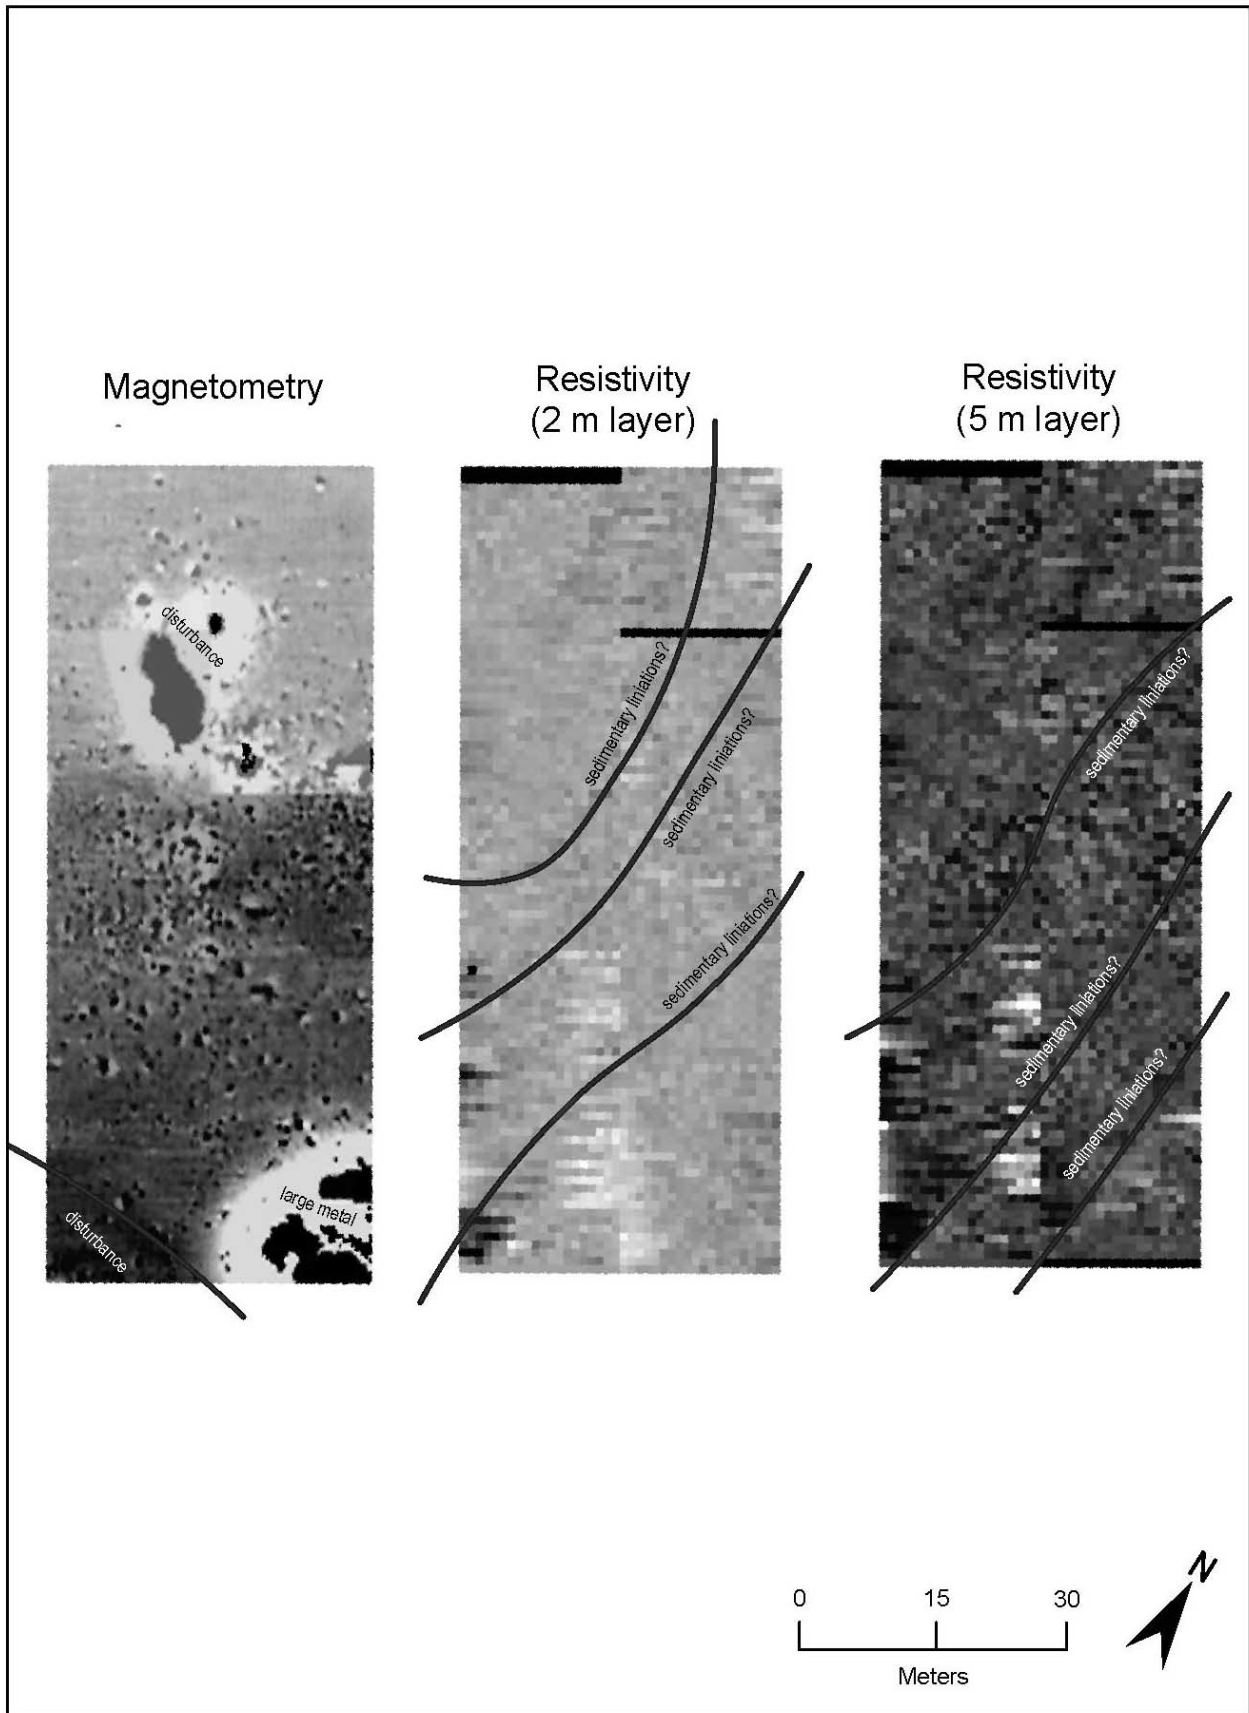 Magnetometry
Resistivity
(2 m layer)
Resistivity
(5 m layer)
disturbance
large metal
disturbance
sedimentary liniations?
sedimentary liniations?
sedimentary liniations?
sedimentary liniations?
sedimentary liniations?
sedimentary liniations?
0 15 30
Meters
N